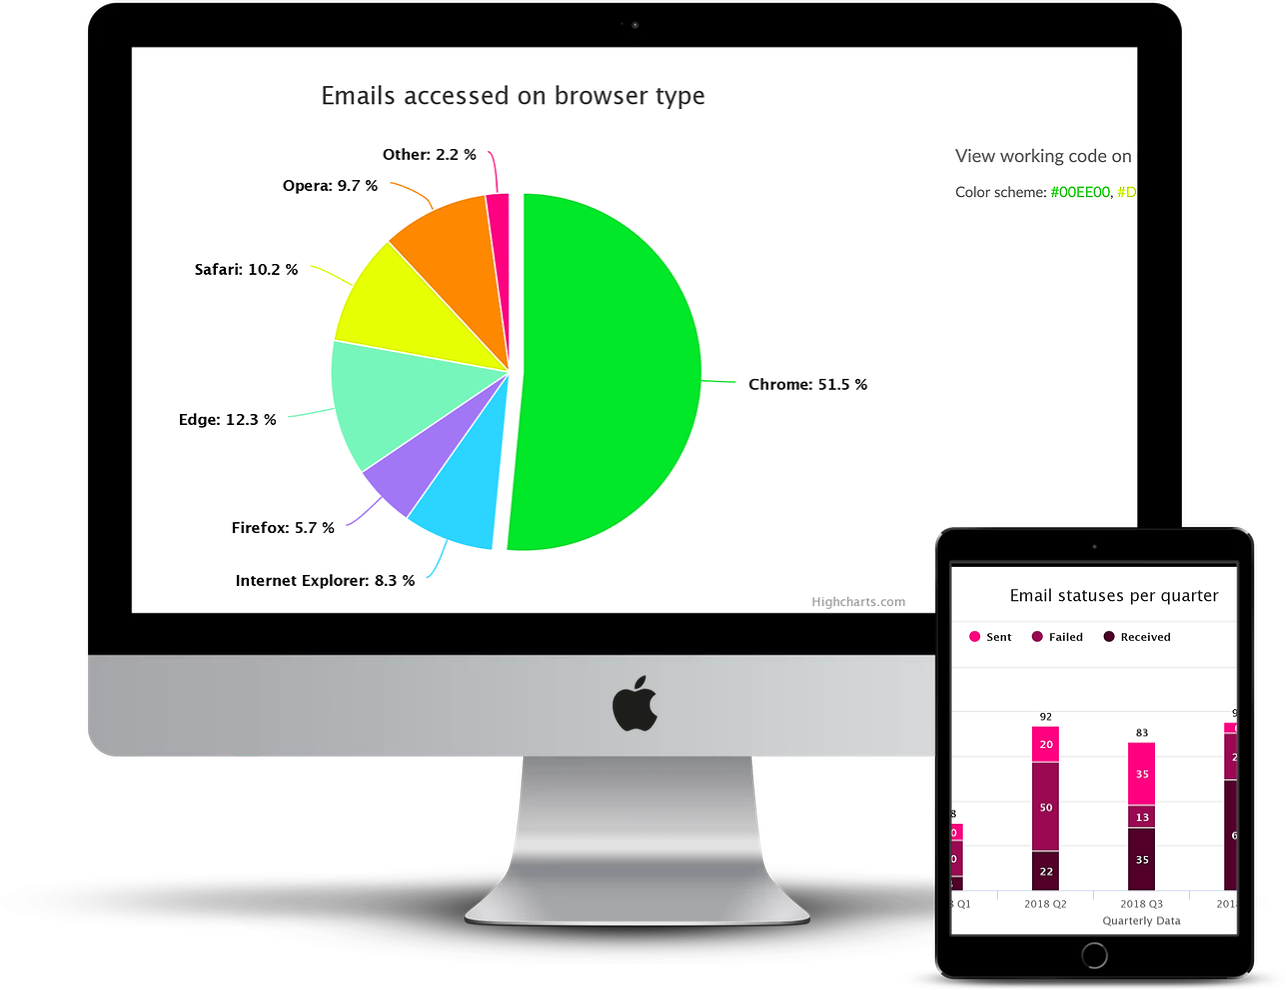 Emails accessed on browser type
Other: 2.2 %
Opera: 9.7 %
Safari: 10.2 %
Edge: 12.3 %
Firefox: 5.7 %
Internet Explorer: 8.3 %
Chrome: 51.5 %
Highcharts.com
View working code on
Color scheme: #00EE00, #D
Email statuses per quarter
Sent Failed Received
92
20
50
22
83
35
13
35
8
0
0
9
2
6
Q1 2018 Q2 2018 Q3 201
Quarterly Data